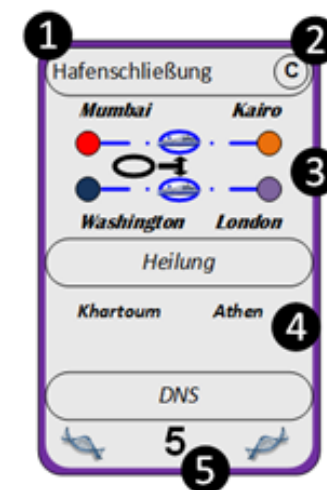 1 2
Hafenschließung C
Mumbai Kairo
3
Washington London
Heilung
Khartoum Athen 4
DNS
5
5